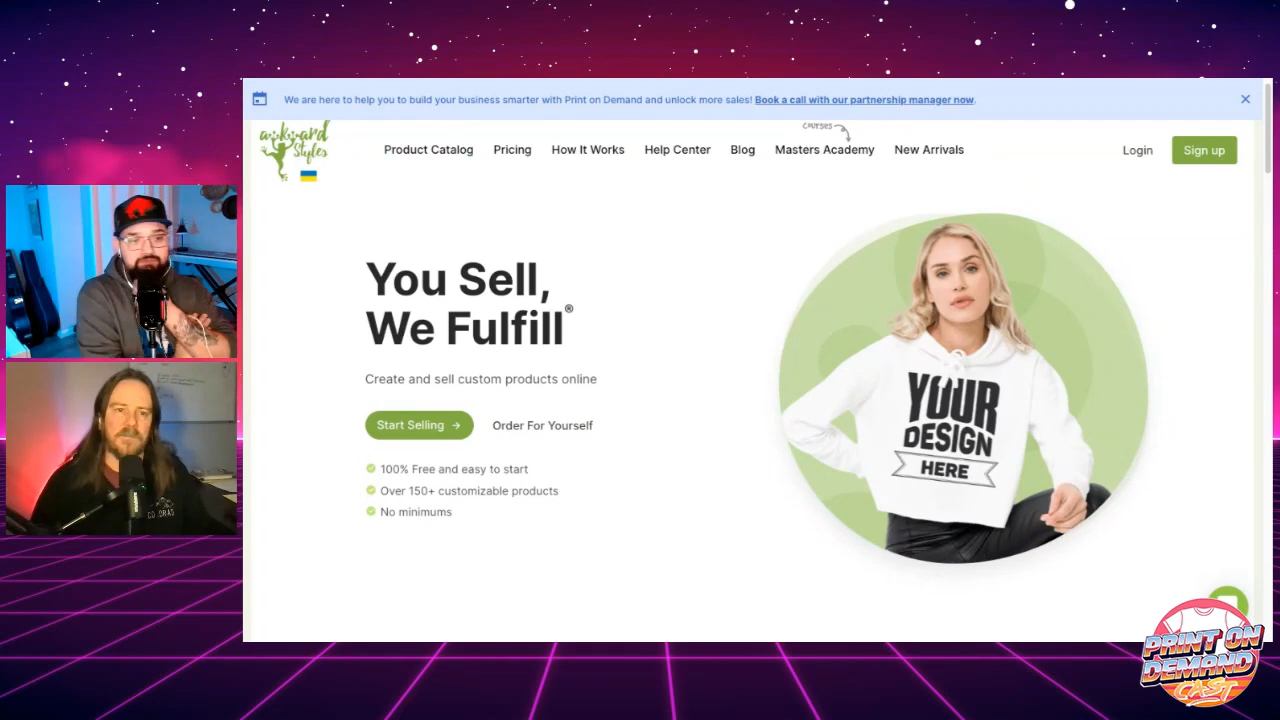 We are here to help you to build your business smarter with Print on Demand and unlock more sales! Book a call with our partnership manager now.
awkward
Styles
courses
Product Catalog
Pricing
How It Works
Help Center
Blog
Masters Academy
New Arrivals
Login
Sign up
You Sell,
We Fulfill®
Create and sell custom products online
Start Selling →
Order For Yourself
100% Free and easy to start
Over 150+ customizable products
No minimums
YOUR
DESIGN
HERE
PRINT ON
DEMAND
CAST